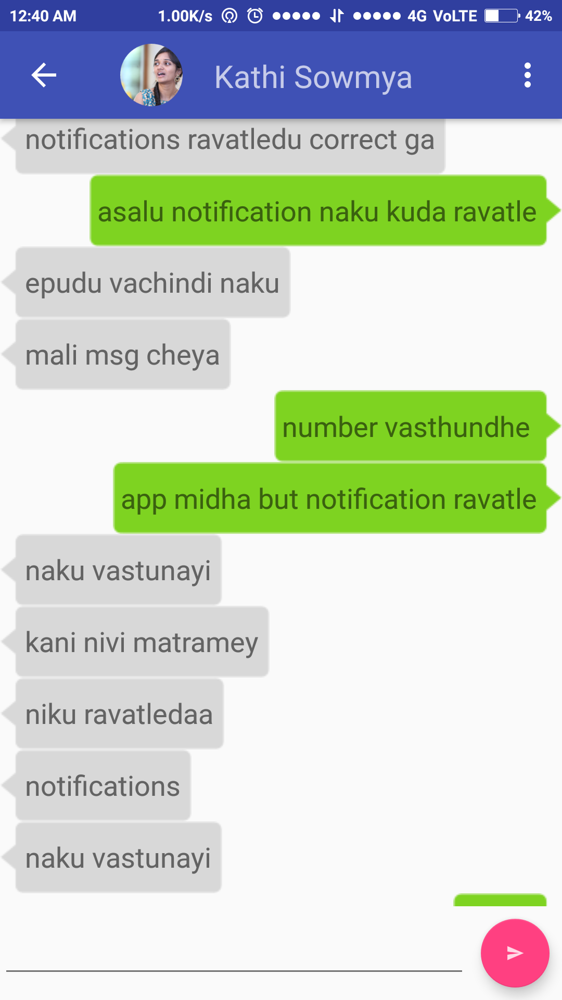 12:40 AM 1.00K/s 4G VoLTE 42%
Kathi Sowmya
notifications ravatledu correct ga
asalu notification naku kuda ravatle
epudu vachindi naku
mali msg cheya
number vasthundhe
app midha but notification ravatle
naku vastunayi
kani nivi matramey
niku ravatledaa
notifications
naku vastunayi